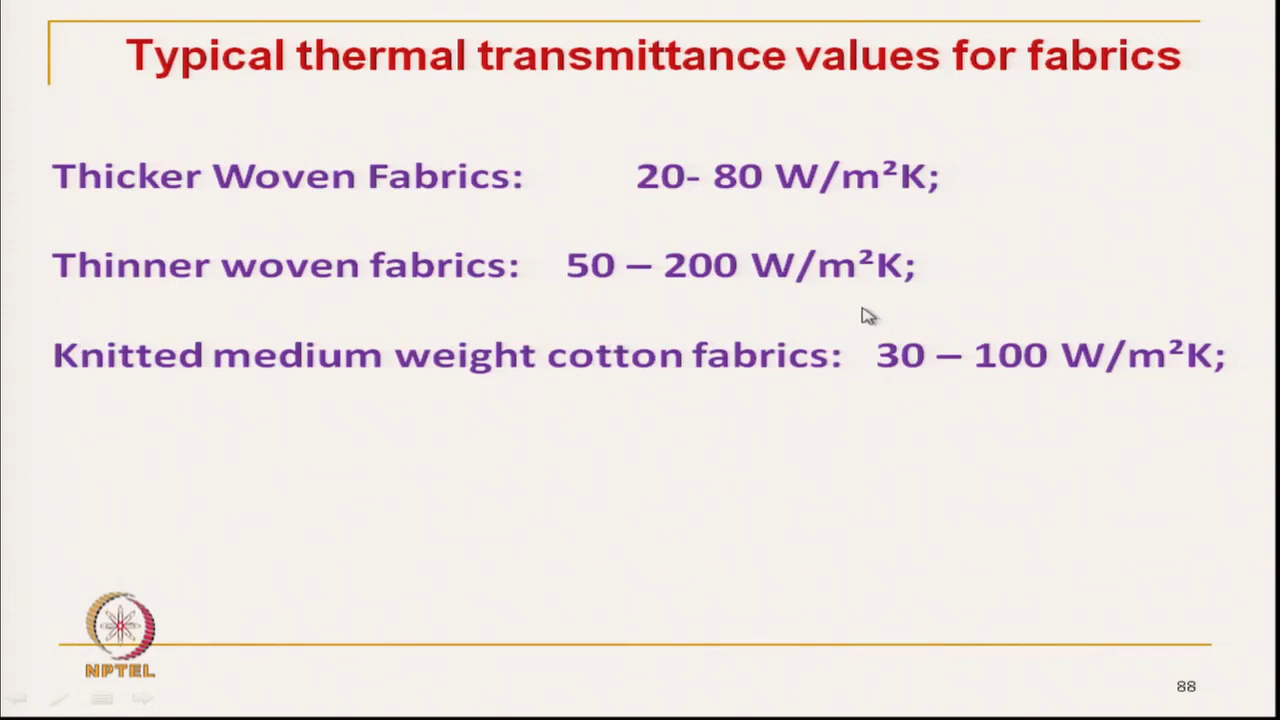 Typical thermal transmittance values for fabrics
Thicker Woven Fabrics: 20- 80 W/m²K;
Thinner woven fabrics: 50 – 200 W/m²K;
Knitted medium weight cotton fabrics: 30 – 100 W/m²K;
NPTEL
88